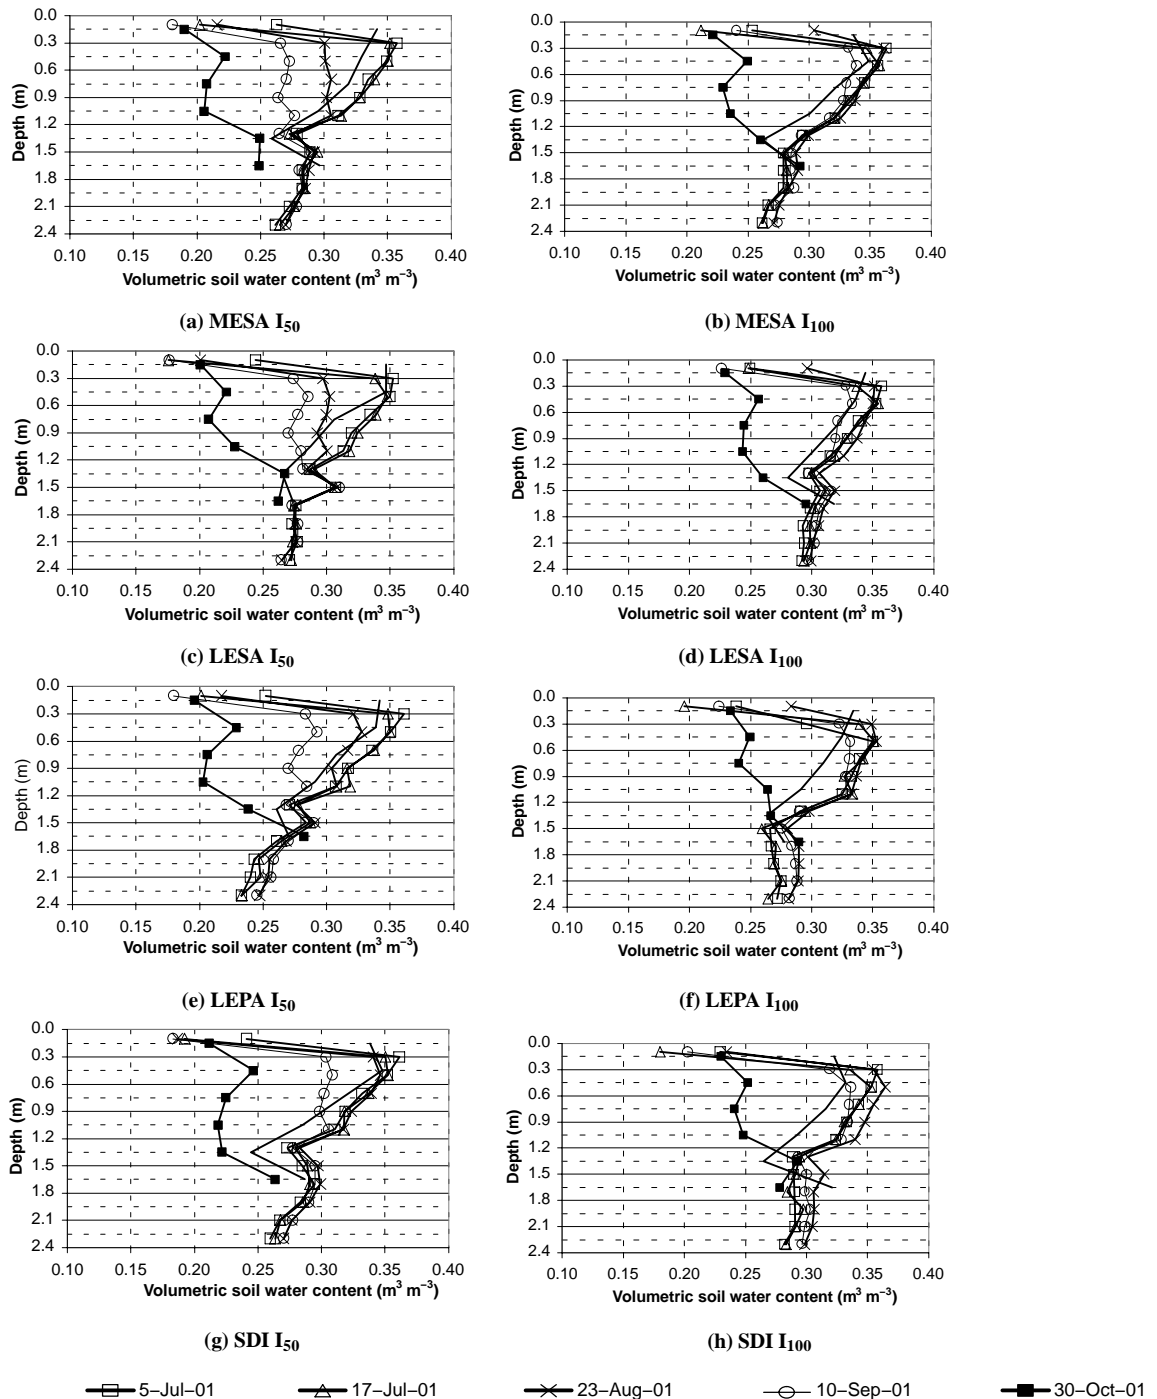 0.0
0.3
0.6
0.9
1.2
1.5
1.8
2.1
2.4
Depth (m)
0.10 0.15 0.20 0.25 0.30 0.35 0.40
Volumetric soil water content (m³ m⁻³)
(a) MESA I₅₀
0.0
0.3
0.6
0.9
1.2
1.5
1.8
2.1
2.4
Depth (m)
0.10 0.15 0.20 0.25 0.30 0.35 0.40
Volumetric soil water content (m³ m⁻³)
(b) MESA I₁₀₀
0.0
0.3
0.6
0.9
1.2
1.5
1.8
2.1
2.4
Depth (m)
0.10 0.15 0.20 0.25 0.30 0.35 0.40
Volumetric soil water content (m³ m⁻³)
(c) LESA I₅₀
0.0
0.3
0.6
0.9
1.2
1.5
1.8
2.1
2.4
Depth (m)
0.10 0.15 0.20 0.25 0.30 0.35 0.40
Volumetric soil water content (m³ m⁻³)
(d) LESA I₁₀₀
0.0
0.3
0.6
0.9
1.2
1.5
1.8
2.1
2.4
Depth (m)
0.10 0.15 0.20 0.25 0.30 0.35 0.40
Volumetric soil water content (m³ m⁻³)
(e) LEPA I₅₀
0.0
0.3
0.6
0.9
1.2
1.5
1.8
2.1
2.4
Depth (m)
0.10 0.15 0.20 0.25 0.30 0.35 0.40
Volumetric soil water content (m³ m⁻³)
(f) LEPA I₁₀₀
0.0
0.3
0.6
0.9
1.2
1.5
1.8
2.1
2.4
Depth (m)
0.10 0.15 0.20 0.25 0.30 0.35 0.40
Volumetric soil water content (m³ m⁻³)
(g) SDI I₅₀
0.0
0.3
0.6
0.9
1.2
1.5
1.8
2.1
2.4
Depth (m)
0.10 0.15 0.20 0.25 0.30 0.35 0.40
Volumetric soil water content (m³ m⁻³)
(h) SDI I₁₀₀
5–Jul–01 17–Jul–01 23–Aug–01 10–Sep–01 30–Oct–01